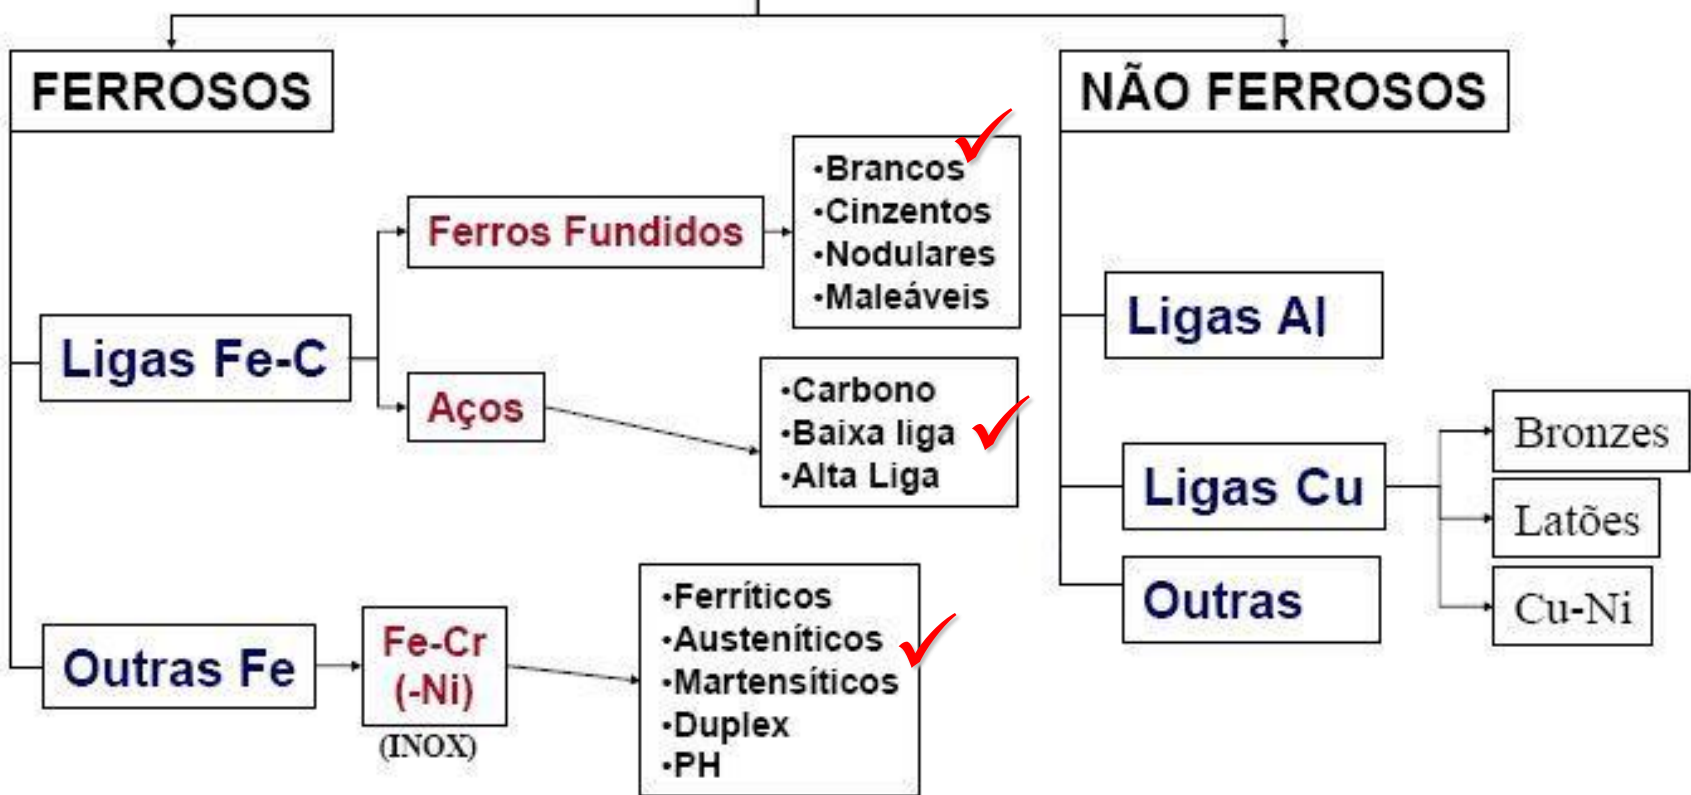 FERROSOS
NÃO FERROSOS
Ferros Fundidos
•Brancos
•Cinzentos
•Nodulares
•Maleáveis
Ligas Fe-C
Aços
•Carbono
•Baixa liga
•Alta Liga
Outras Fe
Fe-Cr
(-Ni)
(INOX)
•Ferríticos
•Austeníticos
•Martensíticos
•Duplex
•PH
Ligas Al
Ligas Cu
Bronzes
Latões
Cu-Ni
Outras